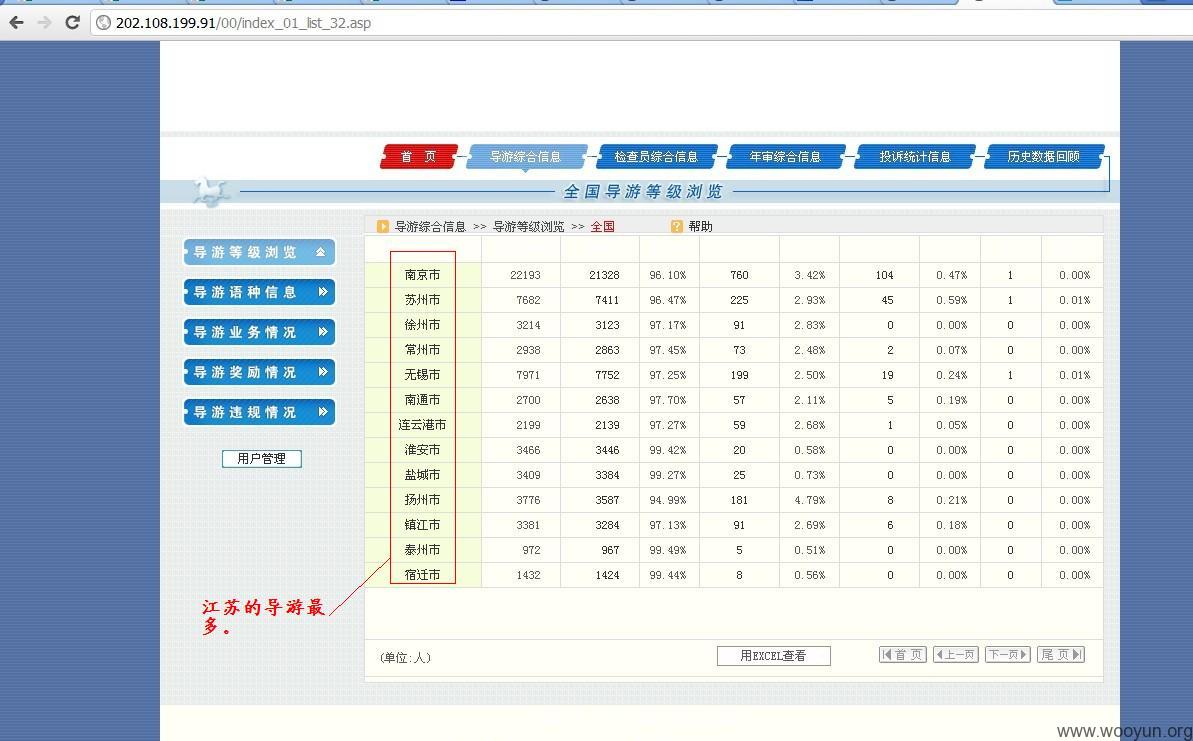 202.108.199.91/00/index_01_list_32.asp
首 页 导游综合信息 检查员综合信息 年审综合信息 投诉统计信息 历史数据回顾
全国导游等级浏览
导游综合信息 >> 导游等级浏览 >> 全国 帮助
导游等级浏览
导游语种信息
导游业务情况
导游奖励情况
导游违规情况
用户管理
南京市 22193 21328 96.10% 760 3.42% 104 0.47% 1 0.00%
苏州市 7682 7411 96.47% 225 2.93% 45 0.59% 1 0.01%
徐州市 3214 3123 97.17% 91 2.83% 0 0.00% 0 0.00%
常州市 2938 2863 97.45% 73 2.48% 2 0.07% 0 0.00%
无锡市 7971 7752 97.25% 199 2.50% 19 0.24% 1 0.01%
南通市 2700 2638 97.70% 57 2.11% 5 0.19% 0 0.00%
连云港市 2199 2139 97.27% 59 2.68% 1 0.05% 0 0.00%
淮安市 3466 3446 99.42% 20 0.58% 0 0.00% 0 0.00%
盐城市 3409 3384 99.27% 25 0.73% 0 0.00% 0 0.00%
扬州市 3776 3587 94.99% 181 4.79% 8 0.21% 0 0.00%
镇江市 3381 3284 97.13% 91 2.69% 6 0.18% 0 0.00%
泰州市 972 967 99.49% 5 0.51% 0 0.00% 0 0.00%
宿迁市 1432 1424 99.44% 8 0.56% 0 0.00% 0 0.00%
江苏的导游最
多。
(单位:人) 用EXCEL查看 首 页 上一页 下一页 尾 页
www.wooyun.org